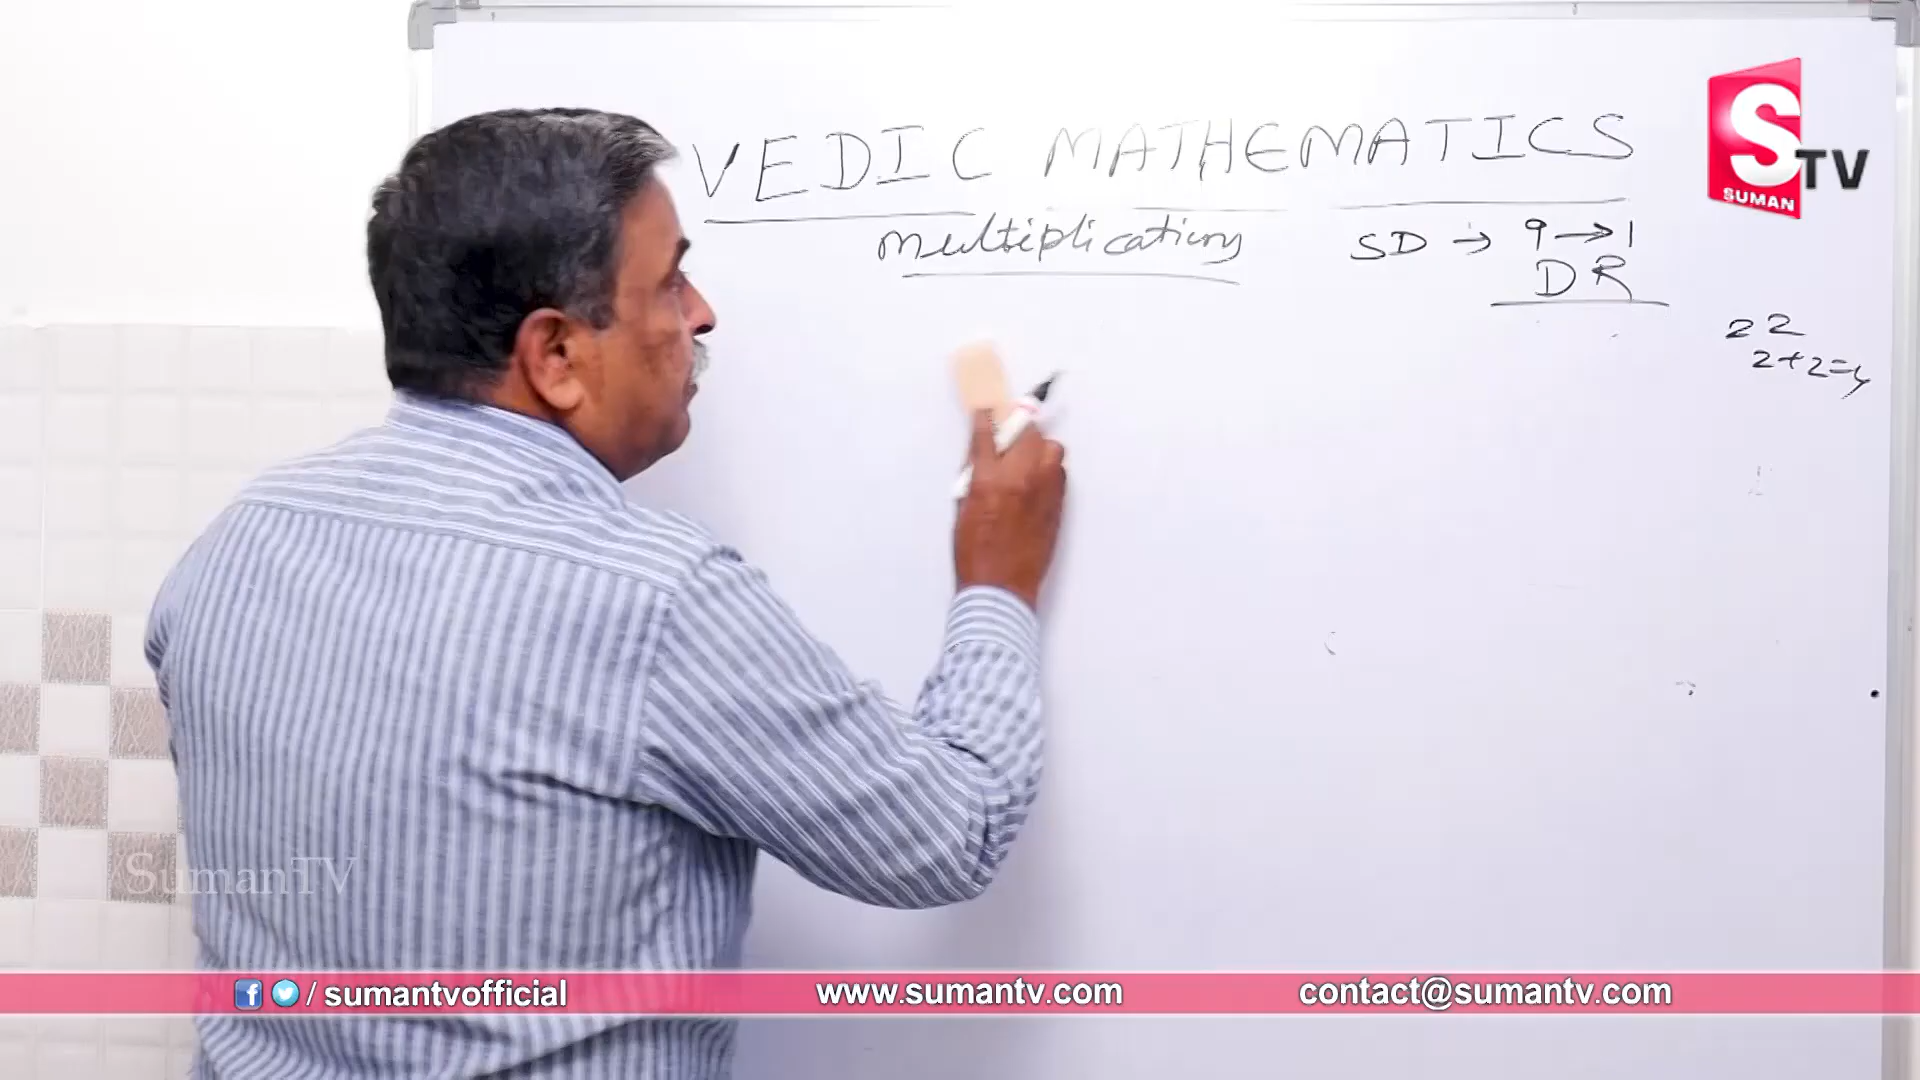 VEDIC MATHEMATICS
multiplications
SD → 9 → 1
DR
22
2+2=4
S TV
SUMAN
SumanTV
/ sumantvofficial
www.sumantv.com
contact@sumantv.com